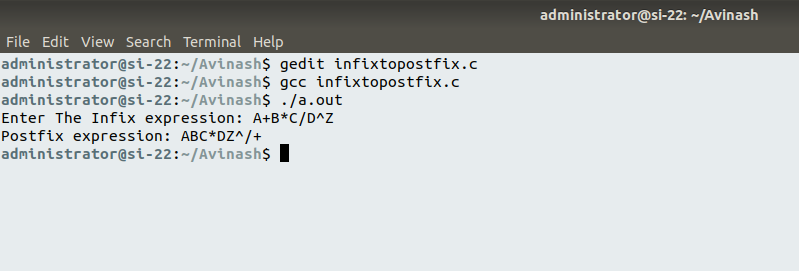 administrator@si-22: ~/Avinash
File Edit View Search Terminal Help
administrator@si-22:~/Avinash$ gedit infixtopostfix.c
administrator@si-22:~/Avinash$ gcc infixtopostfix.c
administrator@si-22:~/Avinash$ ./a.out
Enter The Infix expression: A+B*C/D^Z
Postfix expression: ABC*DZ^/+
administrator@si-22:~/Avinash$